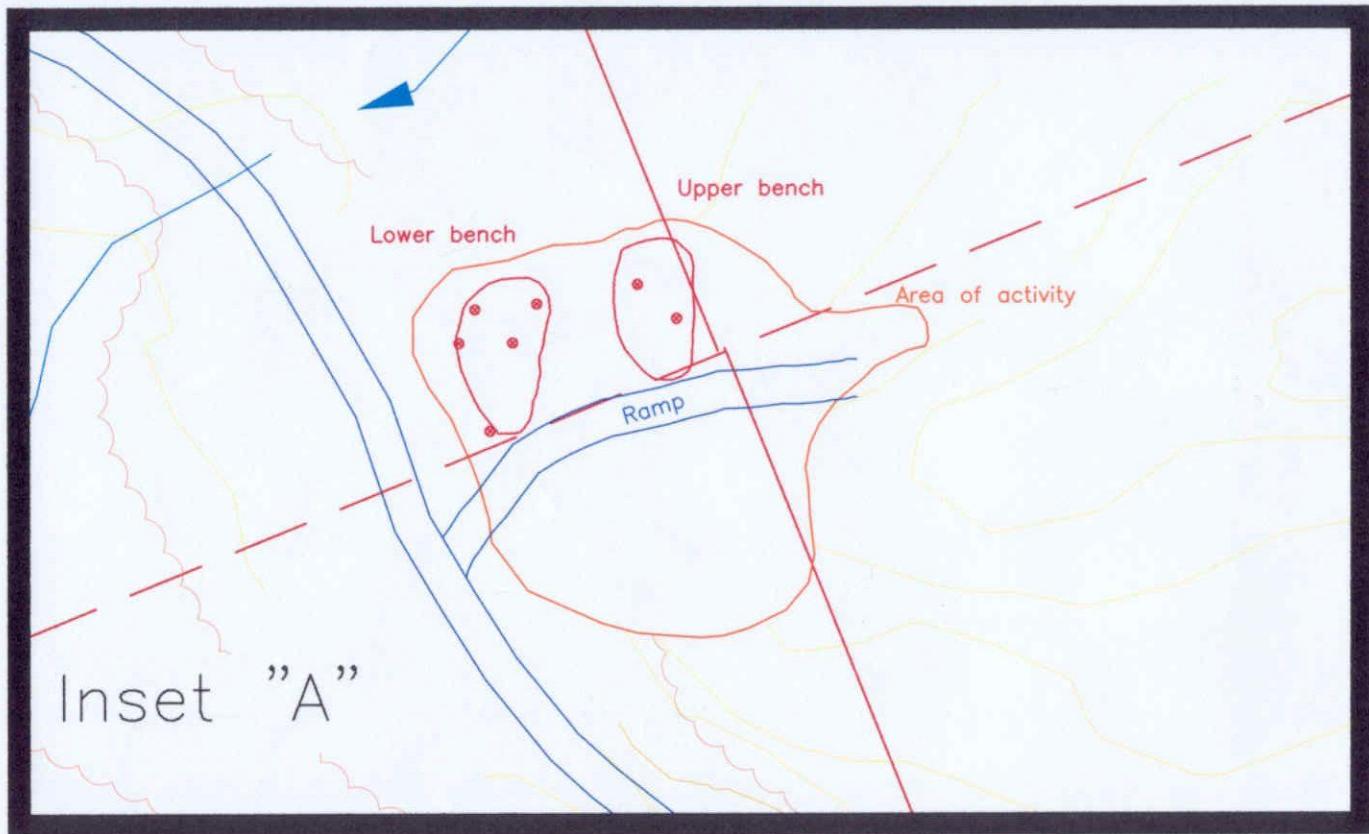 Upper bench
Lower bench
Area of activity
Ramp
Inset "A"